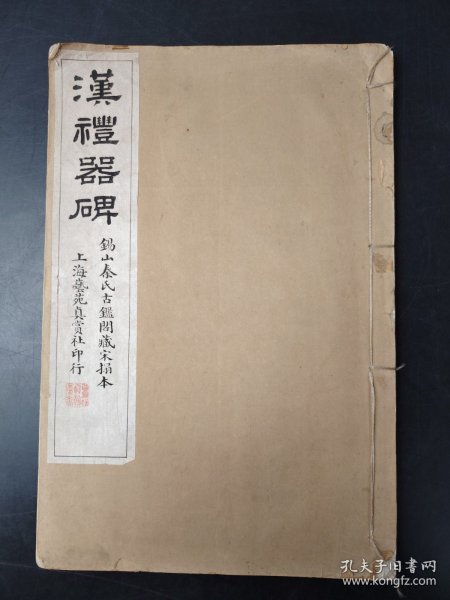 漢禮器碑
錫山秦氏古鑑閣藏宋搨本
上海藝苑真賞社印行
孔夫子旧书网
www.kongfz.com